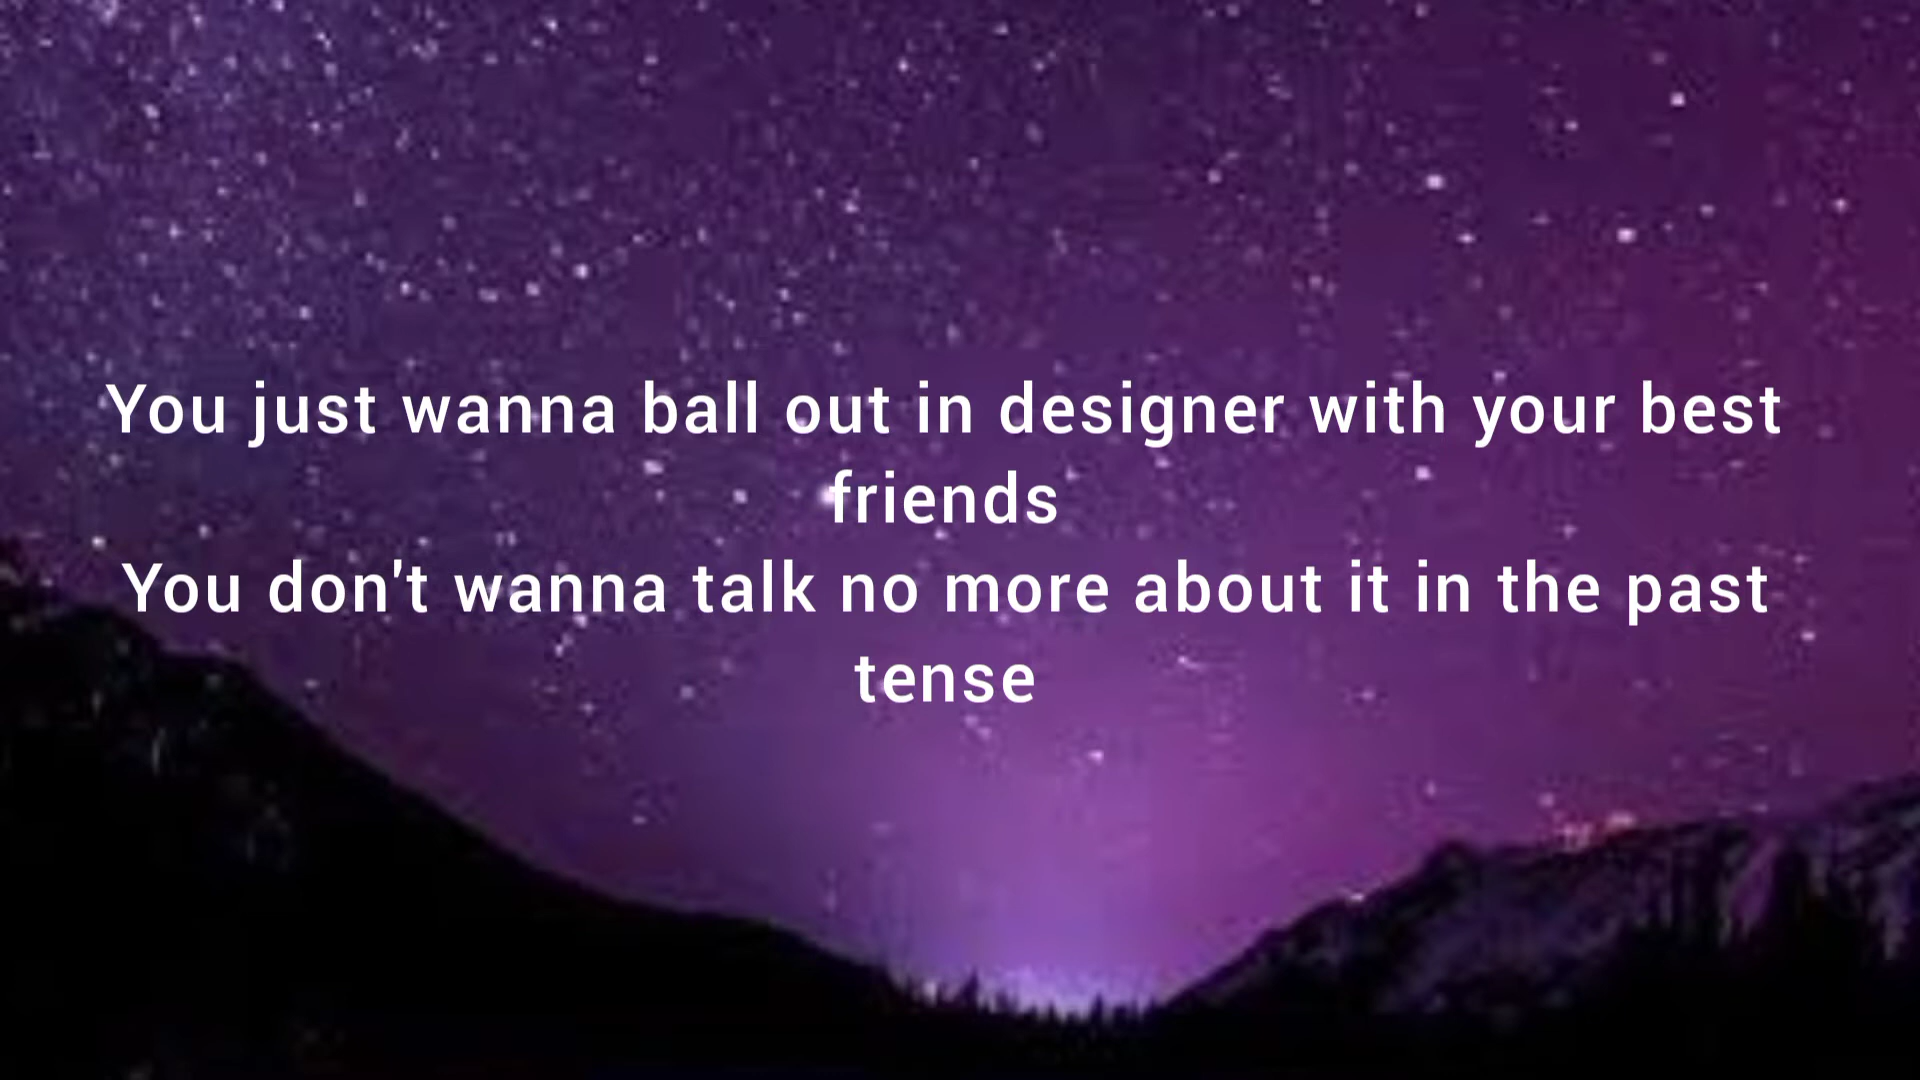 You just wanna ball out in designer with your best
friends
You don't wanna talk no more about it in the past
tense